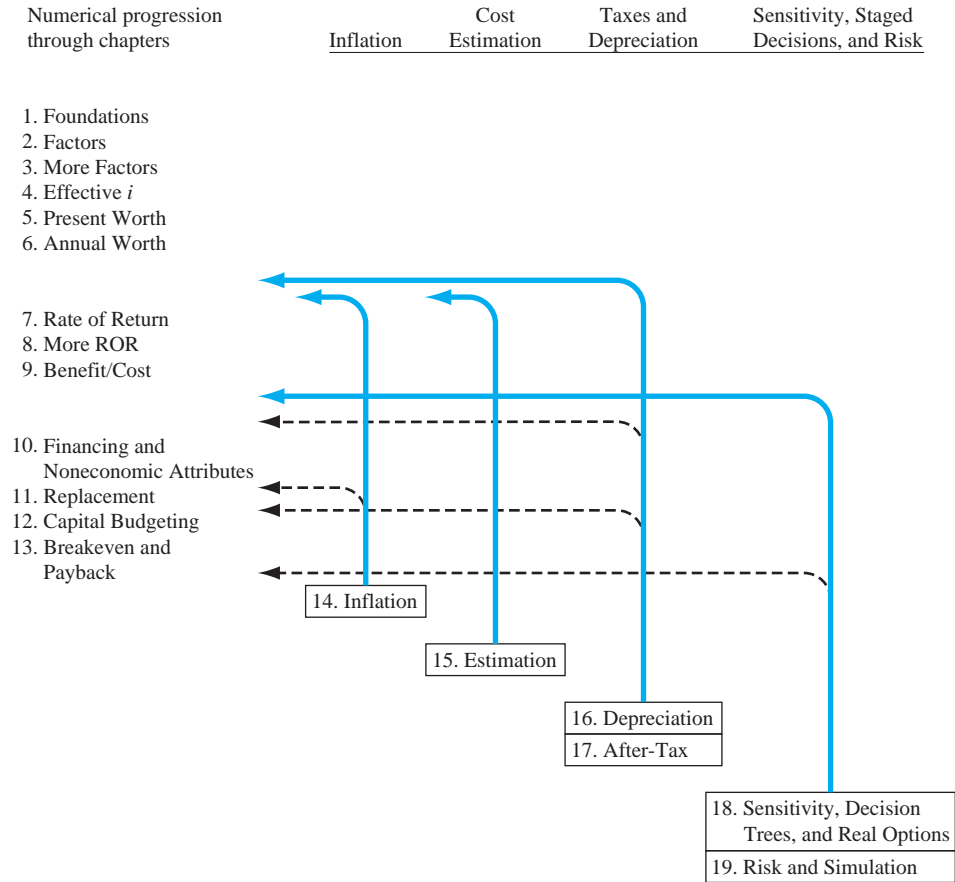 Numerical progression
through chapters
Inflation
Cost
Estimation
Taxes and
Depreciation
Sensitivity, Staged
Decisions, and Risk
1. Foundations
2. Factors
3. More Factors
4. Effective i
5. Present Worth
6. Annual Worth
7. Rate of Return
8. More ROR
9. Benefit/Cost
10. Financing and
Noneconomic Attributes
11. Replacement
12. Capital Budgeting
13. Breakeven and
Payback
14. Inflation
15. Estimation
16. Depreciation
17. After-Tax
18. Sensitivity, Decision
Trees, and Real Options
19. Risk and Simulation